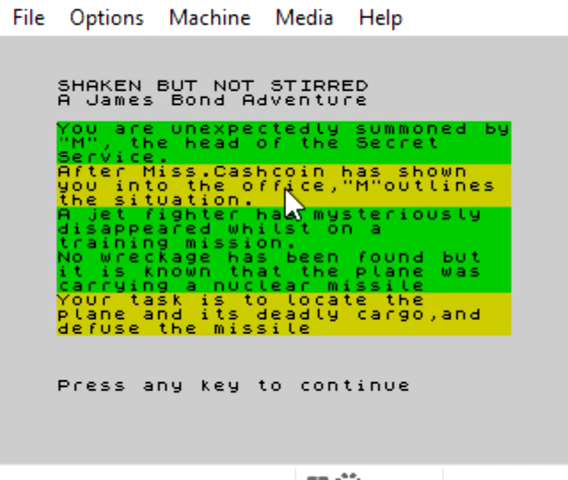 File Options Machine Media Help
SHAKEN BUT NOT STIRRED
A James Bond Adventure
You are unexpectedly summoned by
"M", the head of the Secret
Service.
After Miss.Cashcoin has shown
you into the office,"M"outlines
the situation.
A jet fighter has mysteriously
disappeared whilst on a
training mission.
No wreckage has been found but
it is known that the plane was
carrying a nuclear missile
Your task is to locate the
plane and its deadly cargo,and
defuse the missile
Press any key to continue